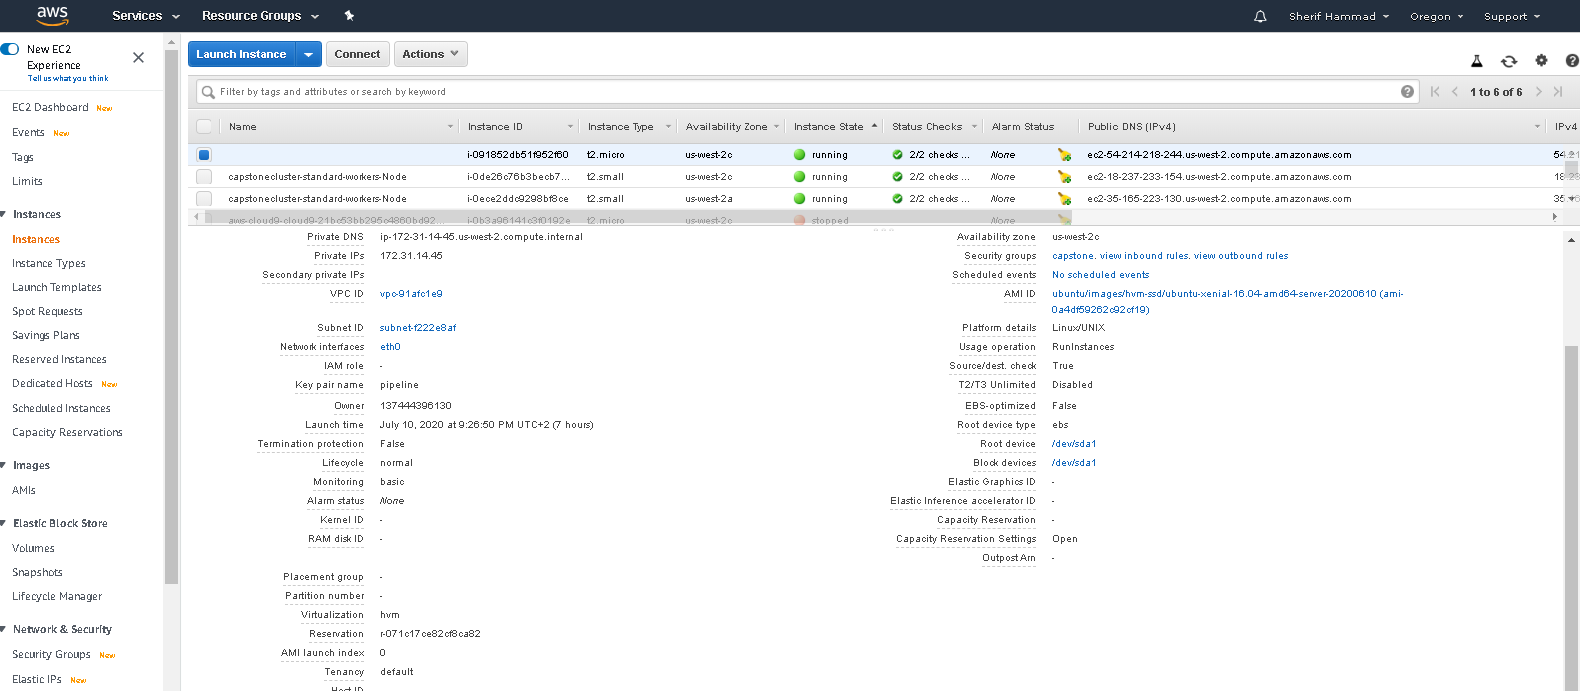 aws Services Resource Groups Sherif Hammad Oregon Support
New EC2 Experience
Tell us what you think
EC2 Dashboard New
Events New
Tags
Limits
Instances
Instances
Instance Types
Launch Templates
Spot Requests
Savings Plans
Reserved Instances
Dedicated Hosts New
Scheduled Instances
Capacity Reservations
Images
AMIs
Elastic Block Store
Volumes
Snapshots
Lifecycle Manager
Network & Security
Security Groups New
Elastic IPs New
Launch Instance Connect Actions
Filter by tags and attributes or search by keyword
1 to 6 of 6
Name Instance ID Instance Type Availability Zone Instance State Status Checks Alarm Status Public DNS (IPv4) IPv4
i-091852db51f952f60 t2.micro us-west-2c running 2/2 checks ... None ec2-54-214-218-244.us-west-2.compute.amazonaws.com
capstonecluster-standard-workers-Node i-0de26c76b3becb7... t2.small us-west-2c running 2/2 checks ... None ec2-18-237-233-154.us-west-2.compute.amazonaws.com
capstonecluster-standard-workers-Node i-0ece2ddc9298bf8ce t2.small us-west-2a running 2/2 checks ... None ec2-35-165-223-130.us-west-2.compute.amazonaws.com
aws-cloud9-cloud9-21bc53bb295c4860bd92... i-0b3a96141c3f0192e t2.micro us-west-2c stopped None
Private DNS ip-172-31-14-45.us-west-2.compute.internal
Private IPs 172.31.14.45
Secondary private IPs
VPC ID vpc-91afc1e9
Subnet ID subnet-f222e8af
Network interfaces eth0
IAM role -
Key pair name pipeline
Owner 137444396130
Launch time July 10, 2020 at 9:26:50 PM UTC+2 (7 hours)
Termination protection False
Lifecycle normal
Monitoring basic
Alarm status None
Kernel ID -
RAM disk ID -
Placement group -
Partition number -
Virtualization hvm
Reservation r-071c17ce82cf8ca82
AMI launch index 0
Tenancy default
Host ID
Availability zone us-west-2c
Security groups capstone. view inbound rules. view outbound rules
Scheduled events No scheduled events
AMI ID ubuntu/images/hvm-ssd/ubuntu-xenial-16.04-amd64-server-20200610 (ami-
0a4df59262c92cf19)
Platform details Linux/UNIX
Usage operation RunInstances
Source/dest. check True
T2/T3 Unlimited Disabled
EBS-optimized False
Root device type ebs
Root device /dev/sda1
Block devices /dev/sda1
Elastic Graphics ID -
Elastic Inference accelerator ID -
Capacity Reservation -
Capacity Reservation Settings Open
Outpost Arn -